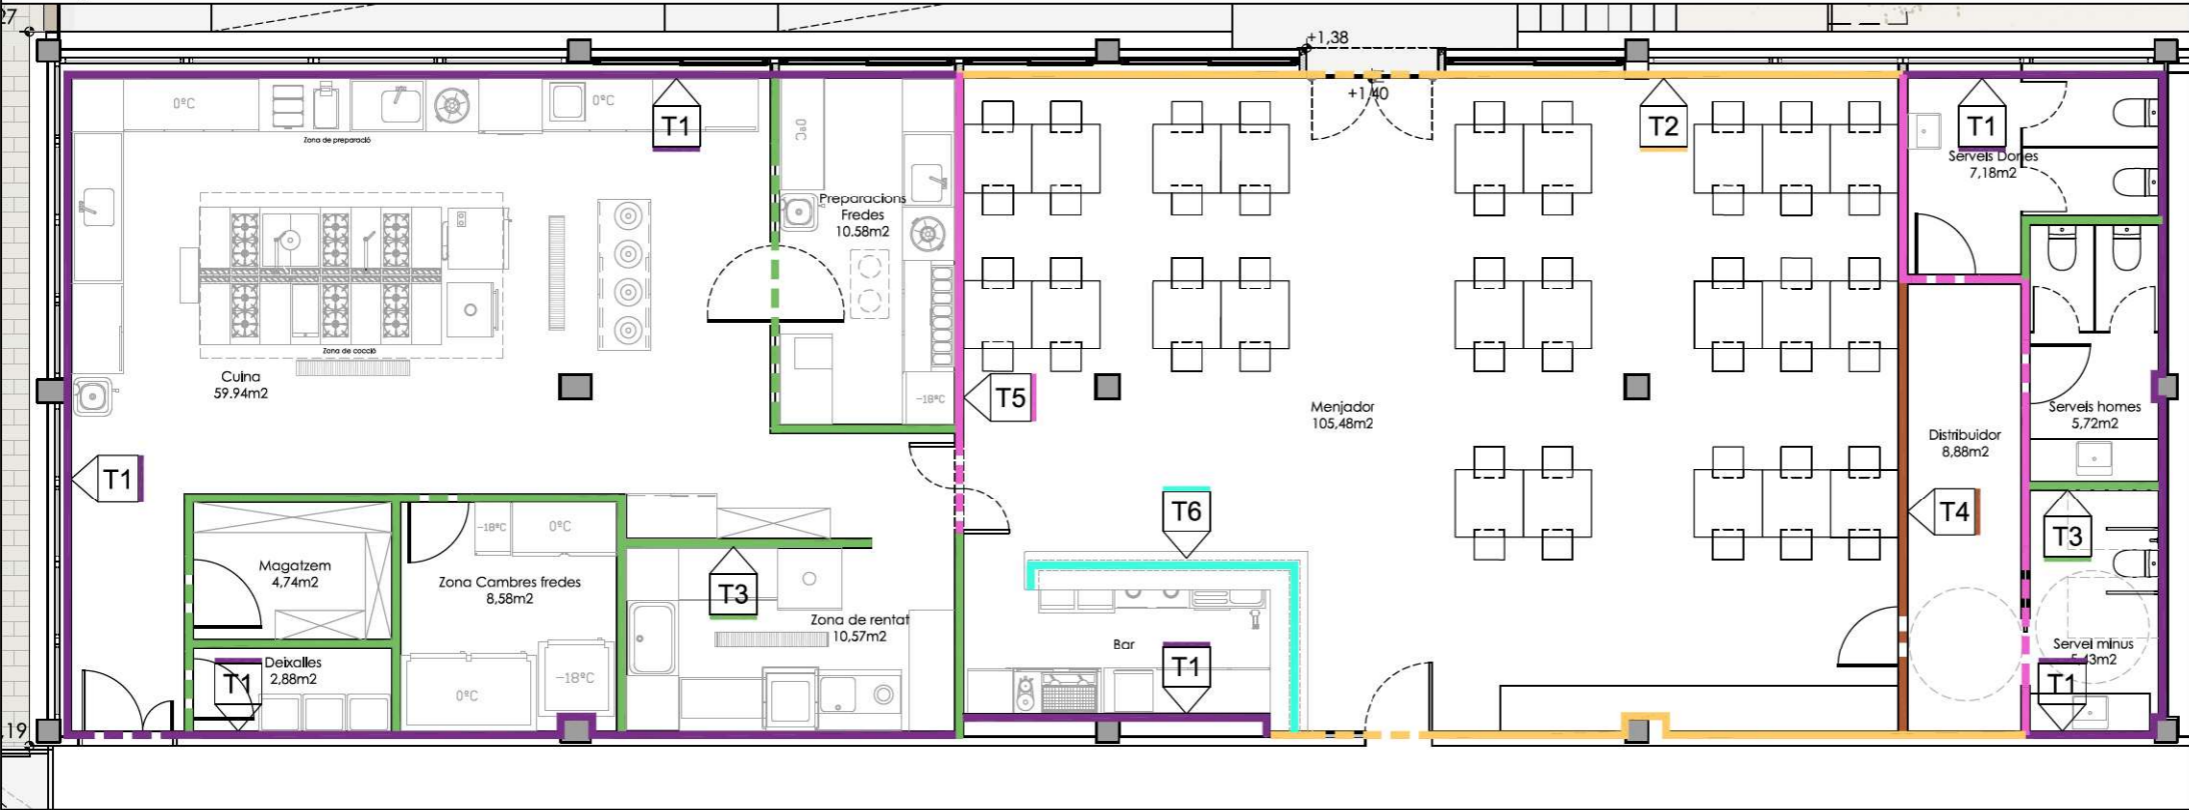 27
+1,38
+1,40
0ºC
0ºC
T1
Zona de preparació
0ºC
T2
T1
Serveis Dones
7,18m2
Preparacions
Fredes
10.58m2
Zona de cocció
Cuina
59.94m2
-18ºC
T5
Menjador
105,48m2
Serveis homes
5,72m2
Distribuidor
8,88m2
T1
T6
T4
T3
-18ºC
0ºC
Magatzem
4,74m2
Zona Cambres fredes
8,58m2
T3
Zona de rentat
10,57m2
Bar
T1
Servei minus
5,43m2
T1
Deixalles
2,88m2
T1
0ºC
-18ºC
,19